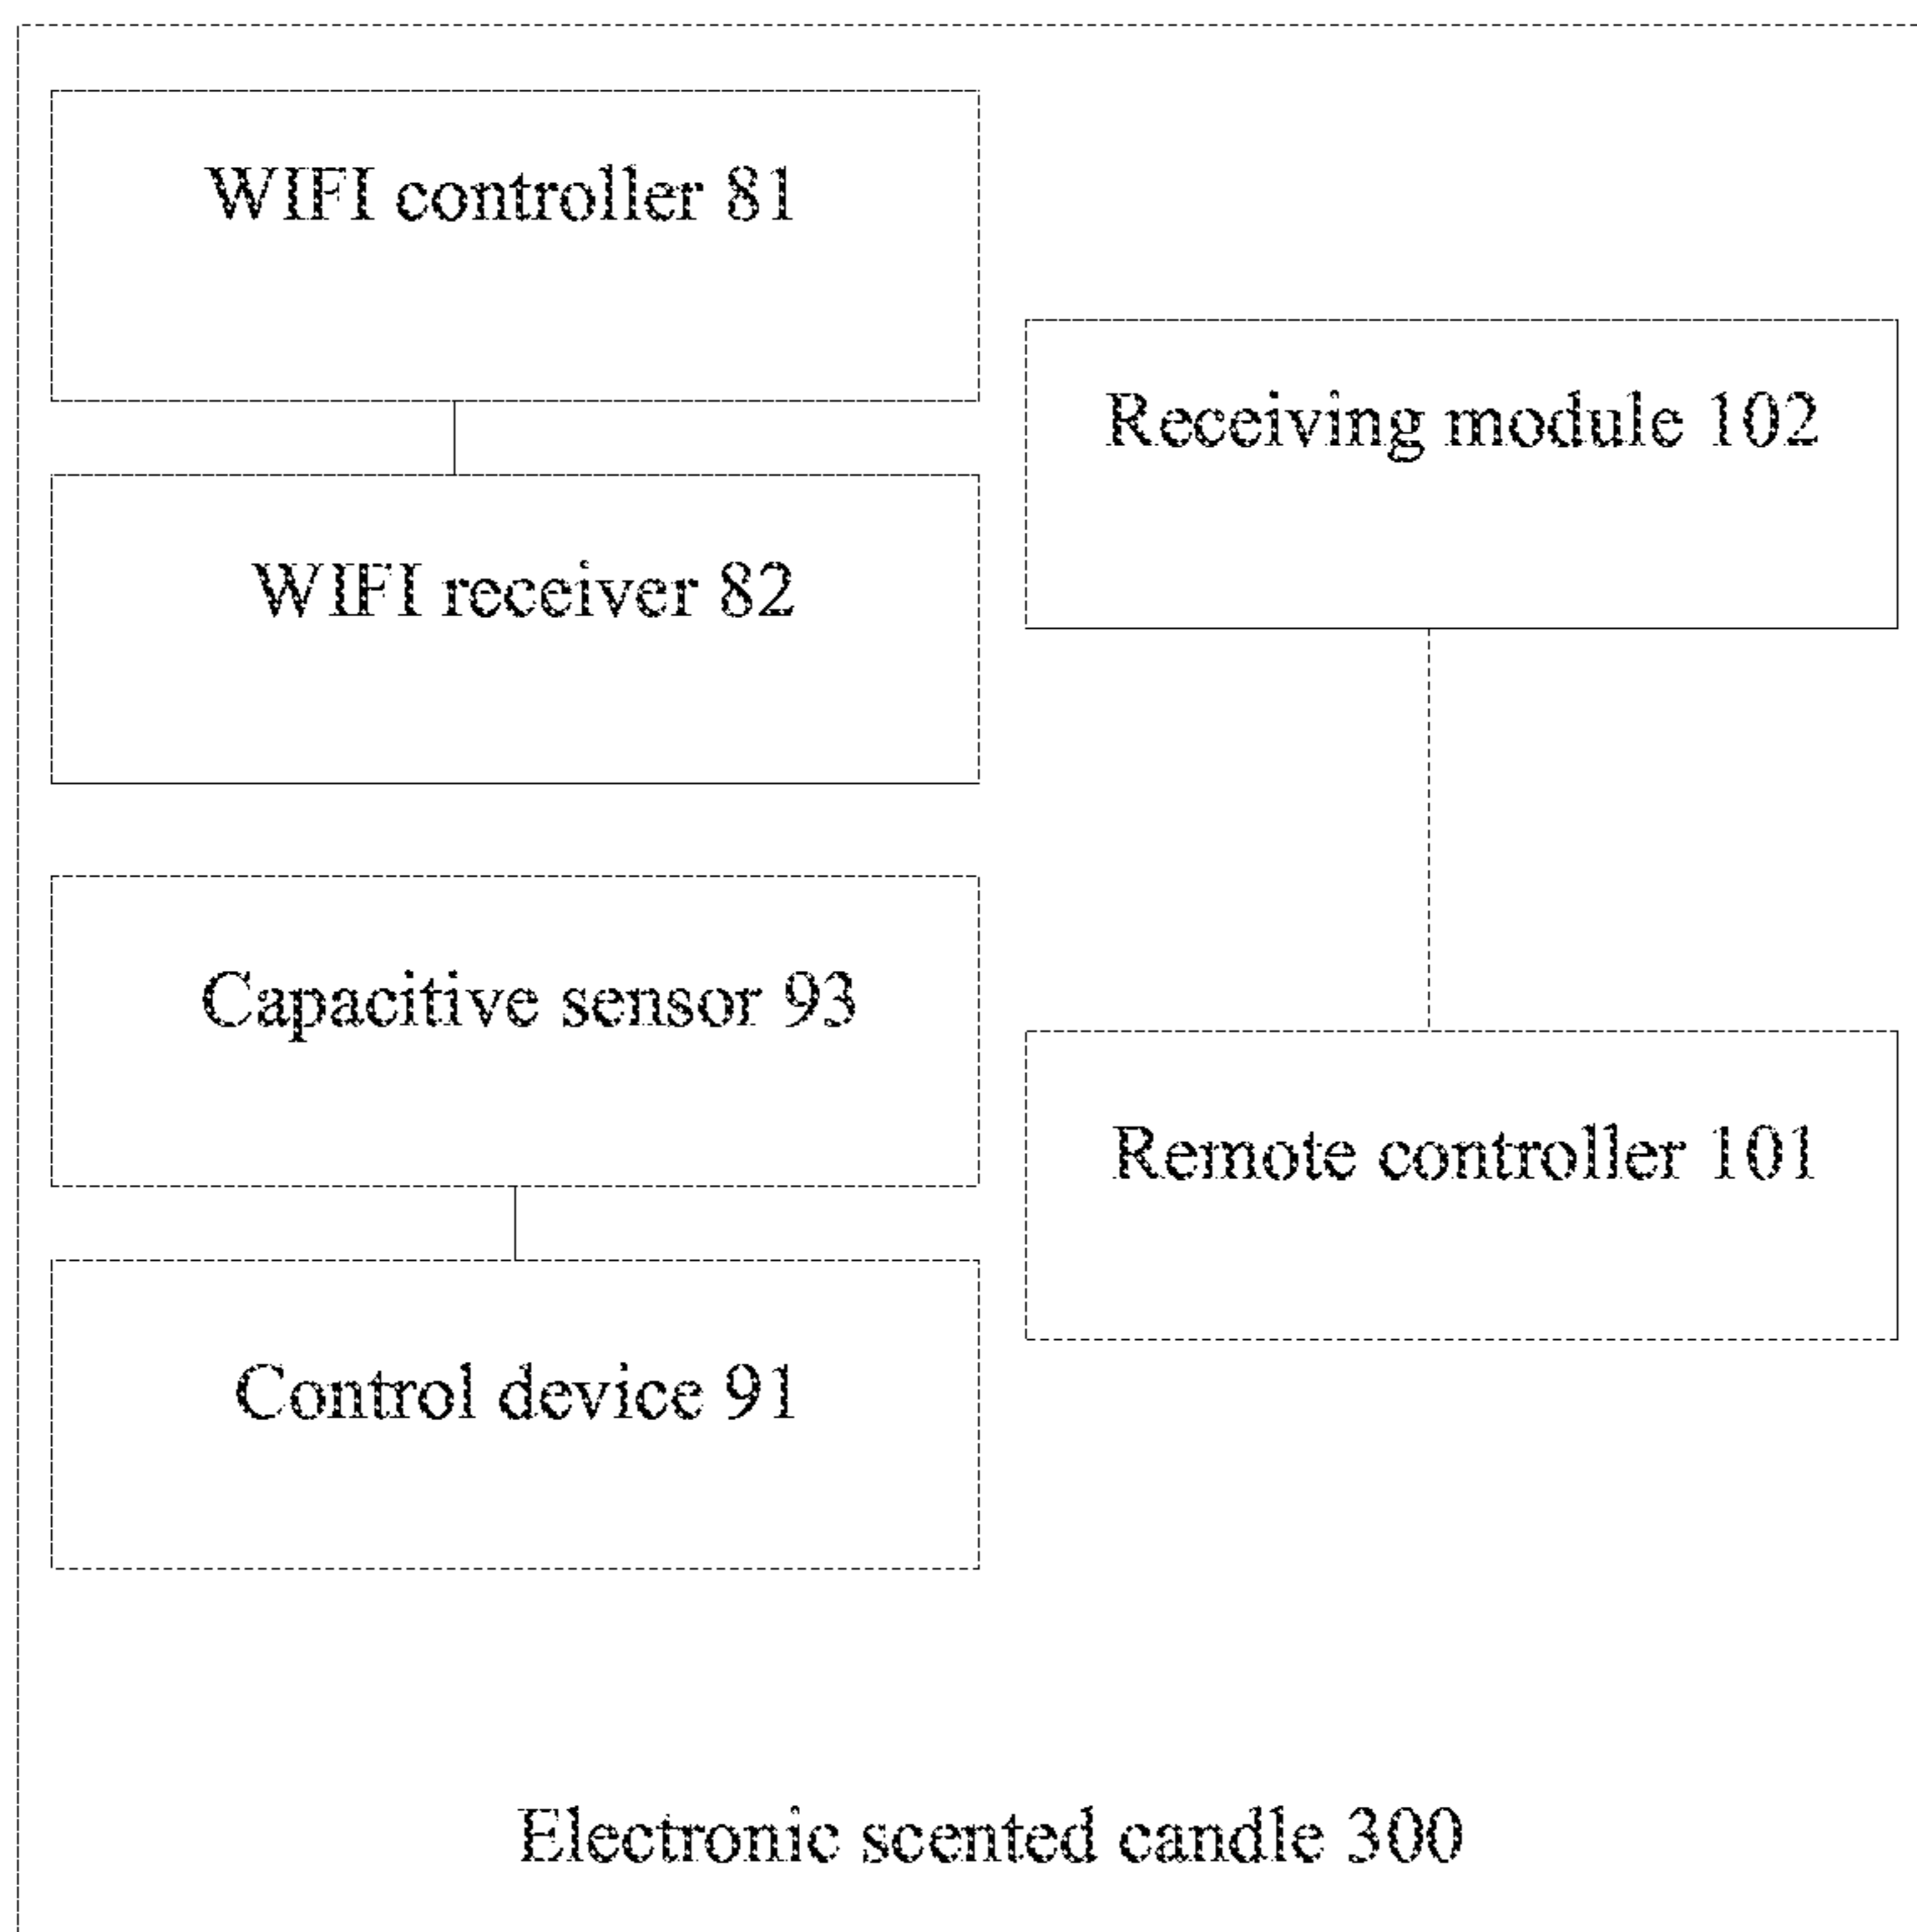 WIFI controller 81
WIFI receiver 82
Capacitive sensor 93
Control device 91
Receiving module 102
Remote controller 101
Electronic scented candle 300